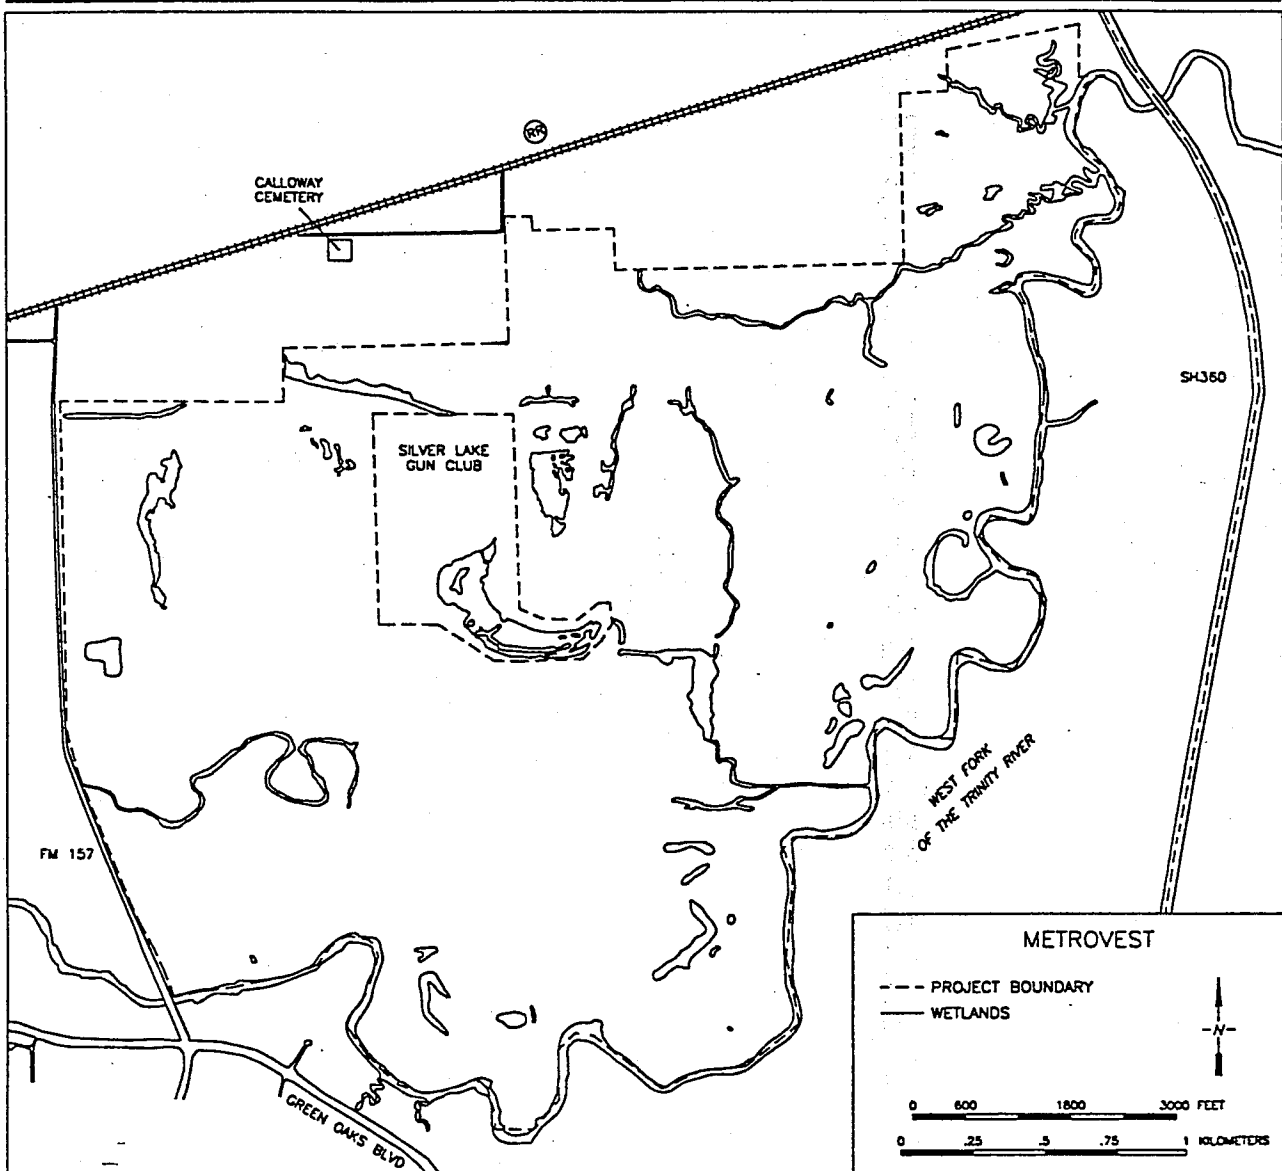 RR
CALLOWAY
CEMETERY
SH360
SILVER LAKE
GUN CLUB
WEST FORK
OF THE TRINITY RIVER
FM 157
GREEN OAKS BLVD
METROVEST
PROJECT BOUNDARY
WETLANDS
-N-
0 600 1800 3000 FEET
0 .25 .5 .75 1 KILOMETERS